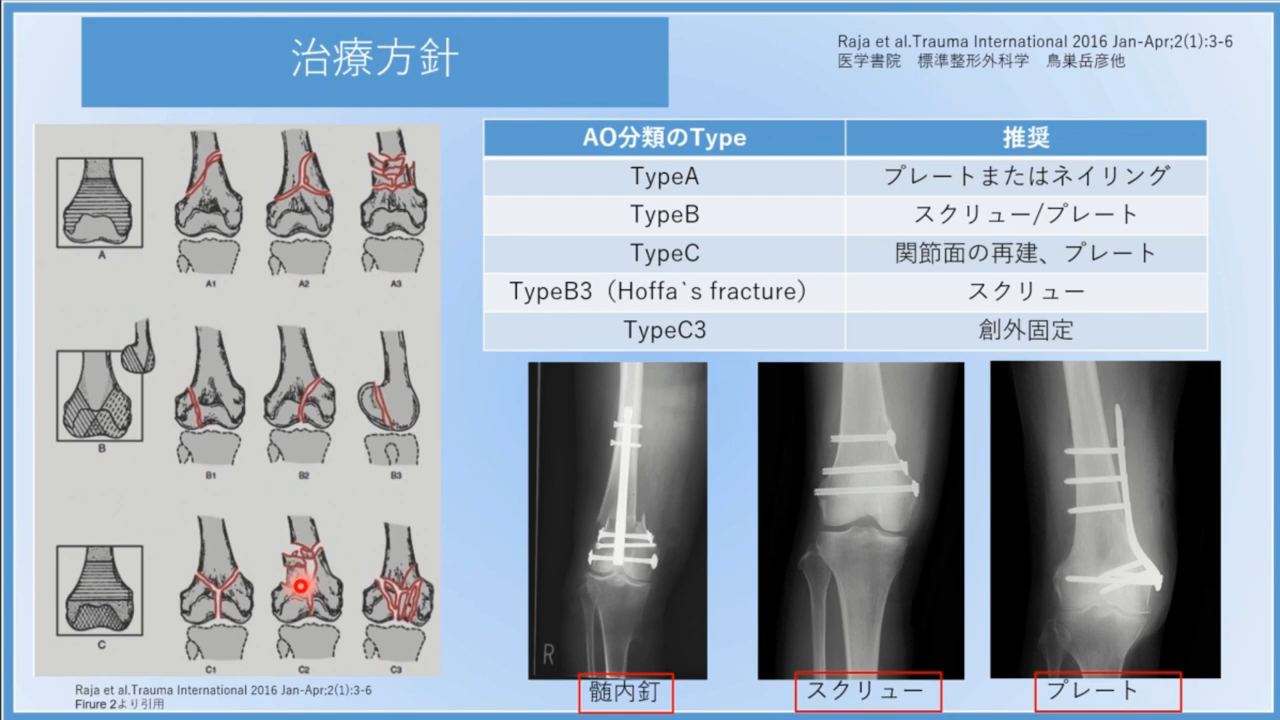 治療方針
Raja et al.Trauma International 2016 Jan-Apr;2(1):3-6
医学書院　標準整形外科学　鳥巣岳彦他
AO分類のType 推奨
TypeA プレートまたはネイリング
TypeB スクリュー/プレート
TypeC 関節面の再建、プレート
TypeB3（Hoffa`s fracture） スクリュー
TypeC3 創外固定
A
A1 A2 A3
B
B1 B2 B3
C
C1 C2 C3
R
髄内釘 スクリュー プレート
Raja et al.Trauma International 2016 Jan-Apr;2(1):3-6
Firure 2より引用